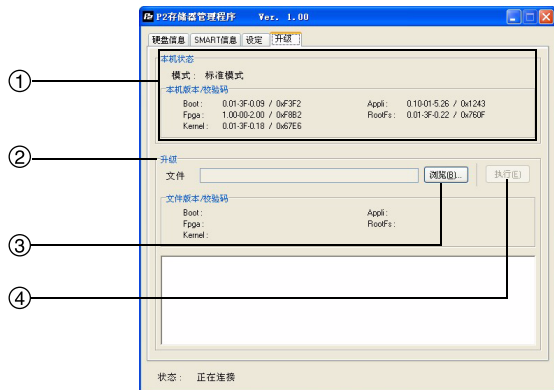 P2存储器管理程序 Ver. 1.00
硬盘信息 SMART信息 设定 升级
本机状态
①
模式： 标准模式
本机版本/校验码
Boot: 0.01-3F-0.09 / 0xF3F2 Appli: 0.10-01-5.26 / 0x1243
Fpga: 1.00-00-2.00 / 0xF8B2 RootFs: 0.01-3F-0.22 / 0x760F
Kernel: 0.01-3F-0.18 / 0x67E6
②
升级
文件 浏览(B)... 执行(E)
文件版本/校验码
Boot: Appli:
Fpga: RootFs:
Kernel:
③
④
状态： 正在连接